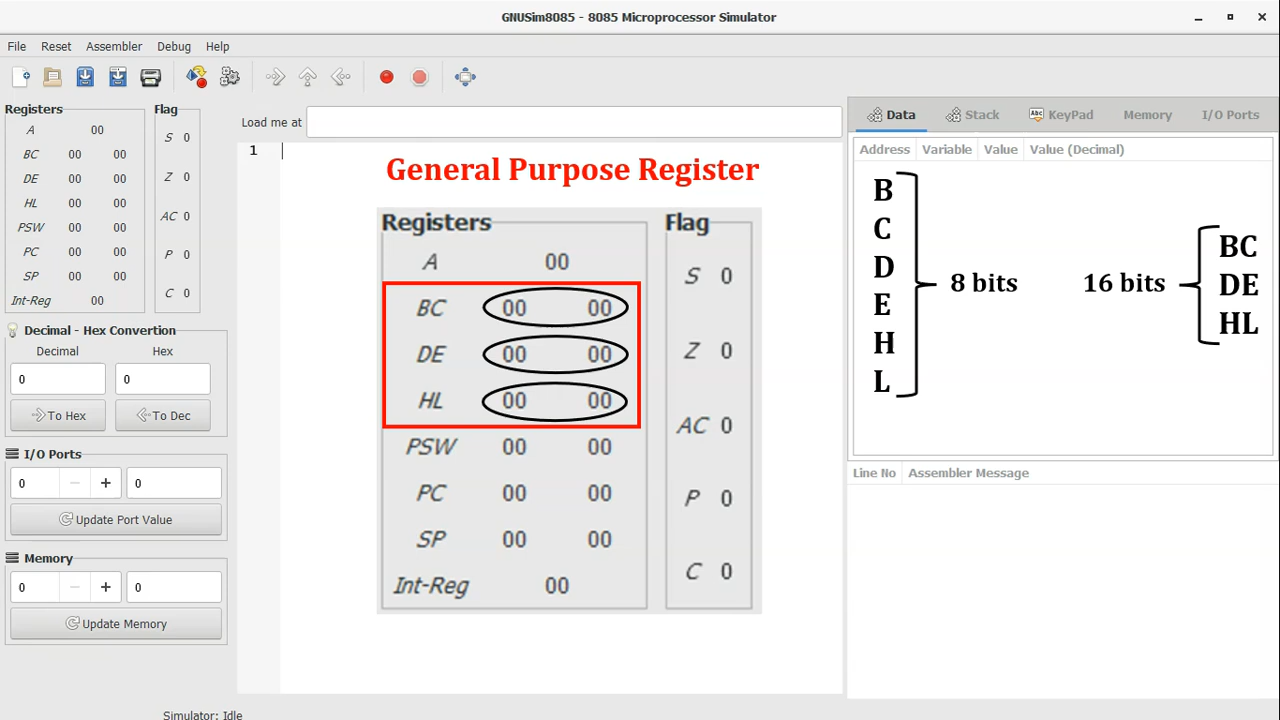 GNUSim8085 - 8085 Microprocessor Simulator
File Reset Assembler Debug Help
Registers
A 00
BC 00 00
DE 00 00
HL 00 00
PSW 00 00
PC 00 00
SP 00 00
Int-Reg 00
Flag
S 0
Z 0
AC 0
P 0
C 0
Decimal - Hex Convertion
Decimal Hex
0 0
To Hex To Dec
I/O Ports
0 − + 0
Update Port Value
Memory
0 − + 0
Update Memory
Load me at
1
General Purpose Register
Registers
A 00
BC 00 00
DE 00 00
HL 00 00
PSW 00 00
PC 00 00
SP 00 00
Int-Reg 00
Flag
S 0
Z 0
AC 0
P 0
C 0
Data Stack Abc KeyPad Memory I/O Ports
Address Variable Value Value (Decimal)
B
C
D
E
H
L
8 bits
16 bits
BC
DE
HL
Line No Assembler Message
Simulator: Idle